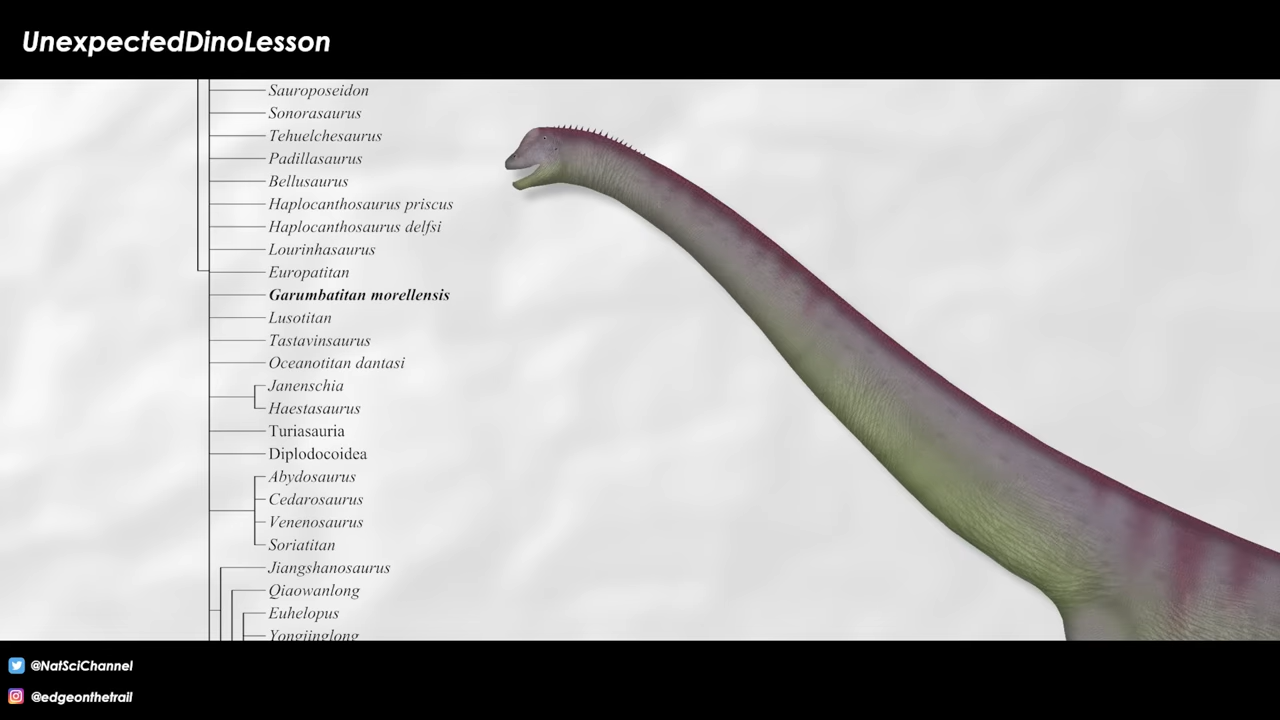 UnexpectedDinoLesson
Sauroposeidon
Sonorasaurus
Tehuelchesaurus
Padillasaurus
Bellusaurus
Haplocanthosaurus priscus
Haplocanthosaurus delfsi
Lourinhasaurus
Europatitan
Garumbatitan morellensis
Lusotitan
Tastavinsaurus
Oceanotitan dantasi
Janenschia
Haestasaurus
Turiasauria
Diplodocoidea
Abydosaurus
Cedarosaurus
Venenosaurus
Soriatitan
Jiangshanosaurus
Qiaowanlong
Euhelopus
Yongjinglong
@NatSciChannel
@edgeonthetrail